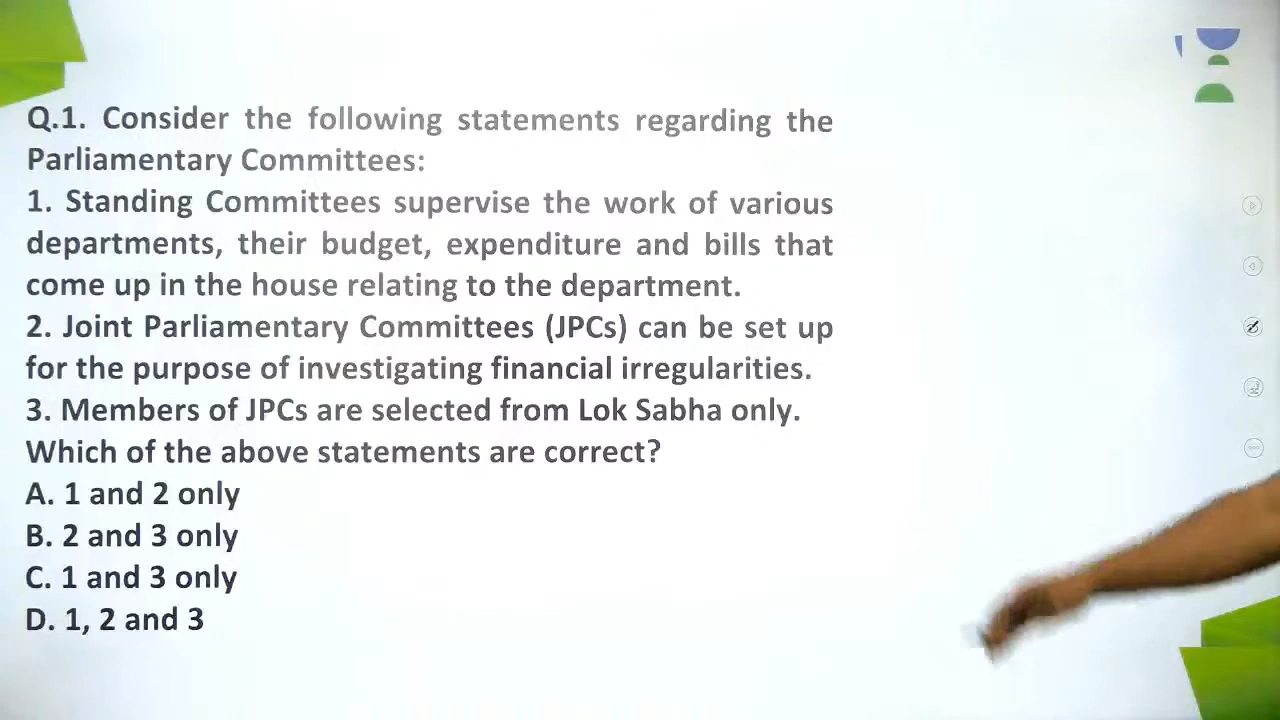 Q.1. Consider the following statements regarding the
Parliamentary Committees:
1. Standing Committees supervise the work of various
departments, their budget, expenditure and bills that
come up in the house relating to the department.
2. Joint Parliamentary Committees (JPCs) can be set up
for the purpose of investigating financial irregularities.
3. Members of JPCs are selected from Lok Sabha only.
Which of the above statements are correct?
A. 1 and 2 only
B. 2 and 3 only
C. 1 and 3 only
D. 1, 2 and 3